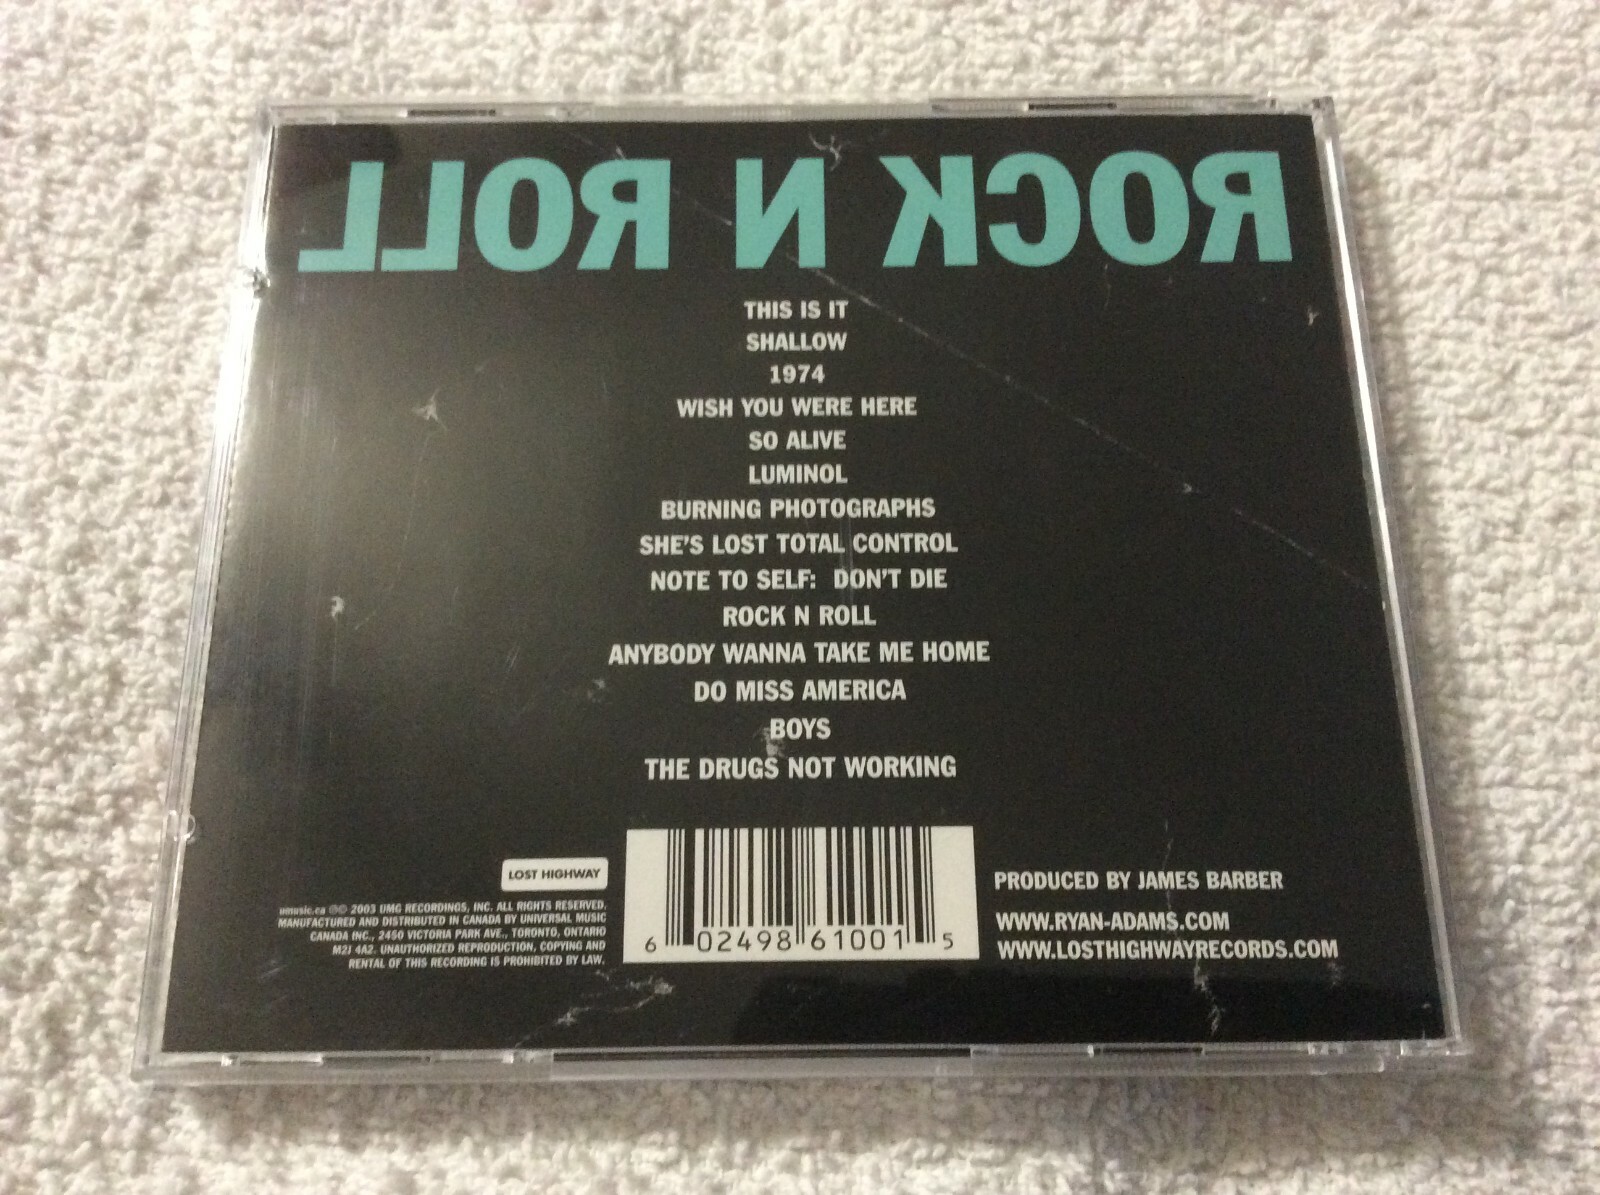 ROCK N ROLL
THIS IS IT
SHALLOW
1974
WISH YOU WERE HERE
SO ALIVE
LUMINOL
BURNING PHOTOGRAPHS
SHE'S LOST TOTAL CONTROL
NOTE TO SELF: DON'T DIE
ROCK N ROLL
ANYBODY WANNA TAKE ME HOME
DO MISS AMERICA
BOYS
THE DRUGS NOT WORKING
LOST HIGHWAY
umusic.ca ℗© 2003 UMG RECORDINGS, INC. ALL RIGHTS RESERVED.
MANUFACTURED AND DISTRIBUTED IN CANADA BY UNIVERSAL MUSIC
CANADA INC., 2450 VICTORIA PARK AVE., TORONTO, ONTARIO
M2J 4A2. UNAUTHORIZED REPRODUCTION, COPYING AND
RENTAL OF THIS RECORDING IS PROHIBITED BY LAW.
6 02498 61001 5
PRODUCED BY JAMES BARBER
WWW.RYAN-ADAMS.COM
WWW.LOSTHIGHWAYRECORDS.COM